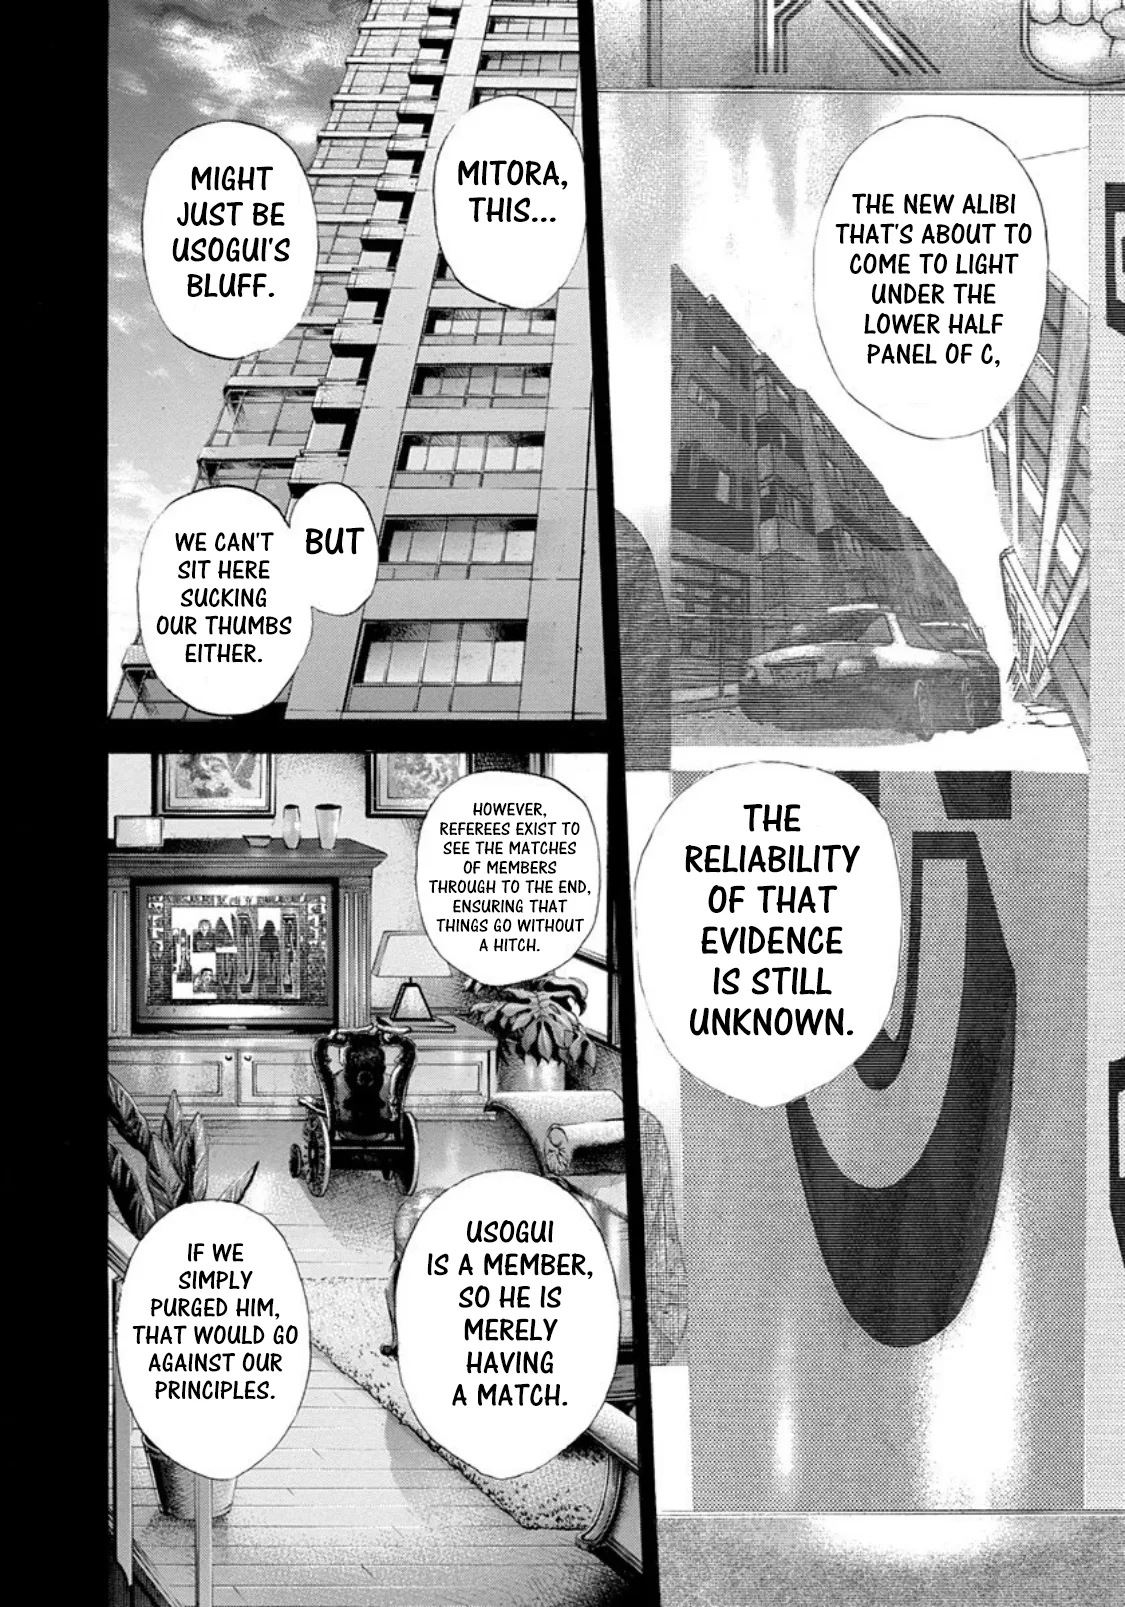 THE NEW ALIBI
THAT'S ABOUT TO
COME TO LIGHT
UNDER THE
LOWER HALF
PANEL OF C,
THE
RELIABILITY
OF THAT
EVIDENCE
IS STILL
UNKNOWN.
MITORA,
THIS...
MIGHT
JUST BE
USOGUI'S
BLUFF.
BUT
WE CAN'T
SIT HERE
SUCKING
OUR THUMBS
EITHER.
HOWEVER,
REFEREES EXIST TO
SEE THE MATCHES
OF MEMBERS
THROUGH TO THE END,
ENSURING THAT
THINGS GO WITHOUT
A HITCH.
USOGUI
IS A MEMBER,
SO HE IS
MERELY
HAVING
A MATCH.
IF WE
SIMPLY
PURGED HIM,
THAT WOULD GO
AGAINST OUR
PRINCIPLES.